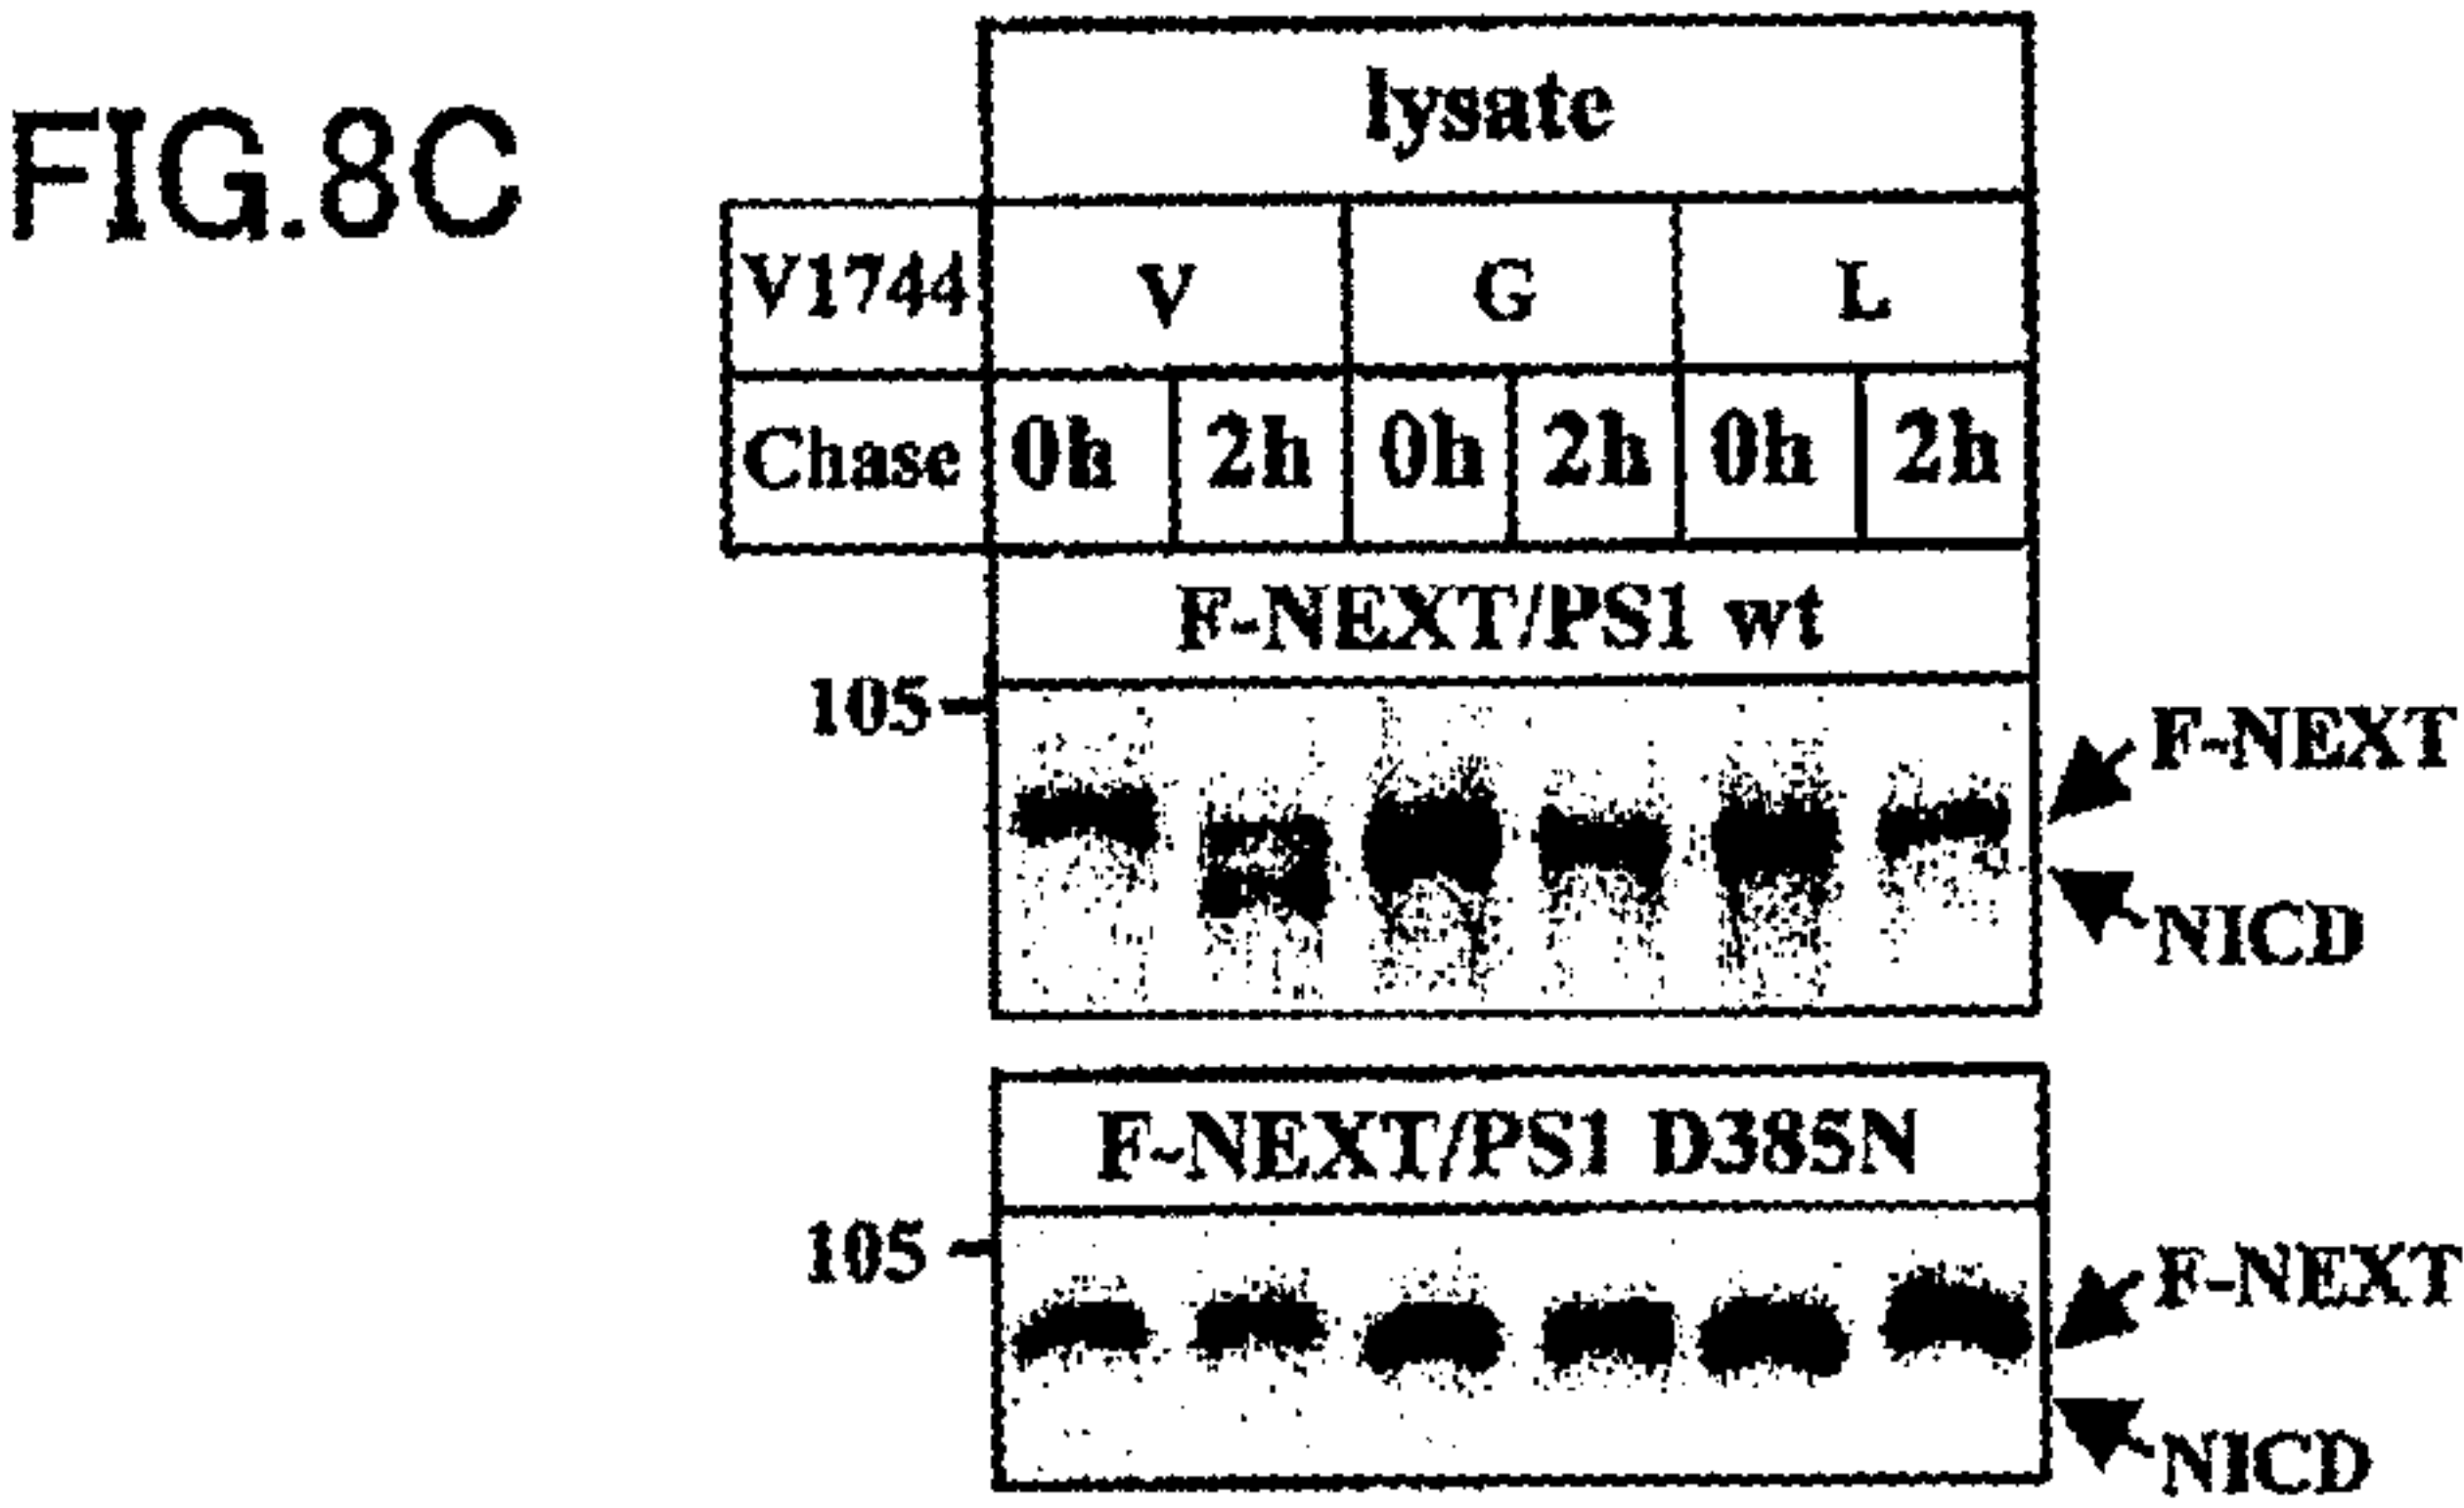 FIG.8C
lysate
V1744 V G L
Chase 0h 2h 0h 2h 0h 2h
F-NEXT/PS1 wt
105
F-NEXT
NICD
F-NEXT/PS1 D385N
105
F-NEXT
NICD